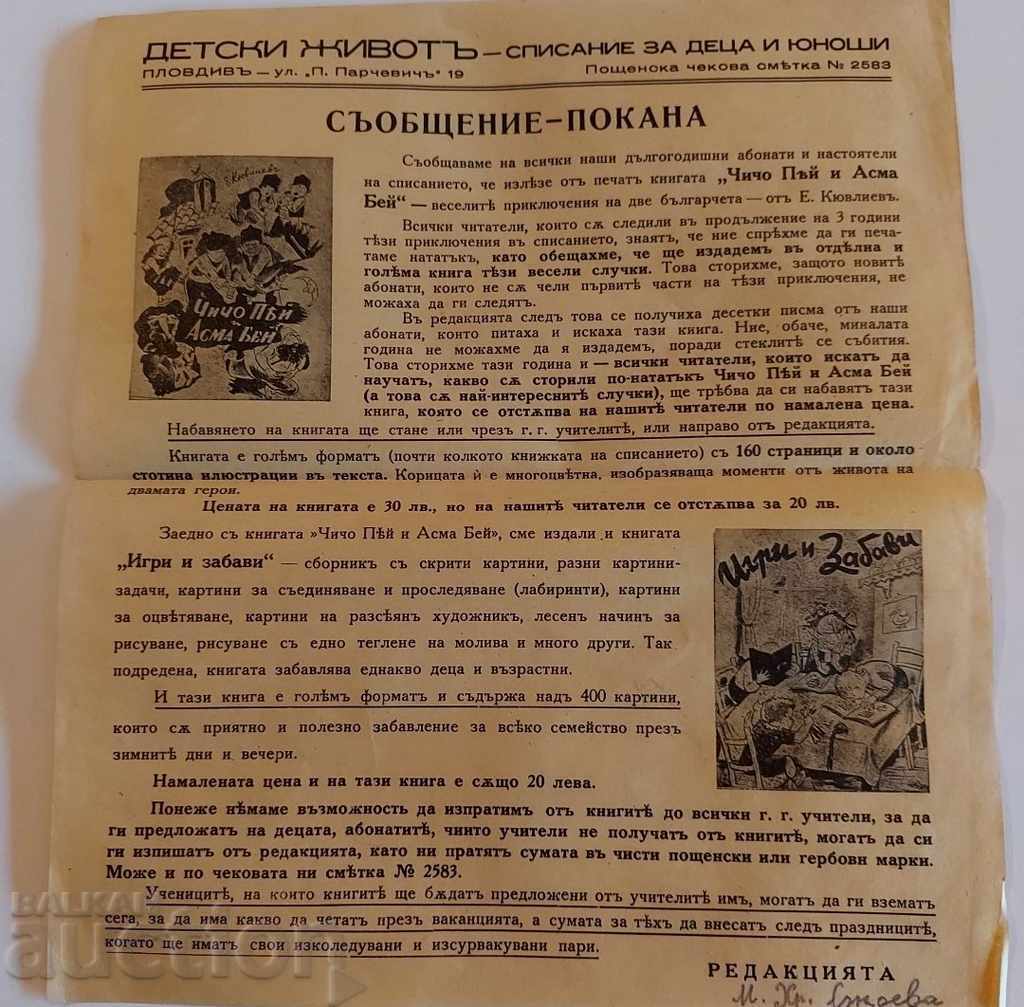 ДЕТСКИ ЖИВОТЪ — СПИСАНИЕ ЗА ДЕЦА И ЮНОШИ
ПЛОВДИВЪ — ул. „П. Парчевичъ" 19 Пощенска чекова смѣтка № 2583
СЪОБЩЕНИЕ-ПОКАНА
Е. Кювлиевъ
Чичо Пѣй
и
Асма Бей
Съобщаваме на всички наши дългогодишни абонати и настоятели
на списанието, че излѣзе отъ печатъ книгата „Чичо Пѣй и Асма
Бей" — веселитѣ приключения на две българчета — отъ Е. Кювлиевъ.
Всички читатели, които сѫ следили въ продължение на 3 години
тѣзи приключения въ списанието, знаятъ, че ние спрѣхме да ги печа-
таме нататъкъ, като обещахме, че ще издадемъ въ отдѣлна и
голѣма книга тѣзи весели случки. Това сторихме, защото новитѣ
абонати, които не сѫ чели първитѣ части на тѣзи приключения, не
можаха да ги следятъ.
Въ редакцията следъ това се получиха десетки писма отъ наши
абонати, които питаха и искаха тази книга. Ние, обаче, миналата
година не можахме да я издадемъ, поради стеклитѣ се събития.
Това сторихме тази година и — всички читатели, които искатъ да
научатъ, какво сѫ сторили по-нататъкъ Чичо Пѣй и Асма Бей
(а това сѫ най-интереснитѣ случки), ще трѣбва да си набавятъ тази
книга, която се отстѫпва на нашитѣ читатели по намалена цена.
Набавянето на книгата ще стане или чрезъ г. г. учителитѣ, или направо отъ редакцията.
Книгата е голѣмъ форматъ (почти колкото книжката на списанието) съ 160 страници и около
стотина илюстрации въ текста. Корицата ѝ е многоцвѣтна, изобразяваща моменти отъ живота на
двамата герои.
Цената на книгата е 30 лв., но на нашитѣ читатели се отстѫпва за 20 лв.
Заедно съ книгата »Чичо Пѣй и Асма Бей», сме издали и книгата
„Игри и забави" — сборникъ съ скрити картини, разни картини-
задачи, картини за съединяване и проследяване (лабиринти), картини
за оцвѣтяване, картини на разсѣянъ художникъ, лесенъ начинъ за
рисуване, рисуване съ едно теглене на молива и много други. Так
подредена, книгата забавлява еднакво деца и възрастни.
И тази книга е голѣмъ форматъ и съдържа надъ 400 картини,
които сѫ приятно и полезно забавление за всѣко семейство презъ
зимнитѣ дни и вечери.
Игри и Забави
Намалената цена и на тази книга е сѫщо 20 лева.
Понеже нѣмаме възможность да изпратимъ отъ книгитѣ до всички г. г. учители, за да
ги предложатъ на децата, абонатитѣ, чиито учители не получатъ отъ книгитѣ, могатъ да си
ги изпишатъ отъ редакцията, като ни пратятъ сумата въ чисти пощенски или гербови марки.
Може и по чековата ни смѣтка № 2583.
Ученицитѣ, на които книгитѣ ще бѫдатъ предложени отъ учителитѣ имъ, могатъ да ги взематъ
сега, за да има какво да четатъ презъ ваканцията, а сумата за тѣхъ да внесатъ следъ праздницитѣ,
когато ще иматъ свои изколедувани и изсурвакувани пари.
РЕДАКЦИЯТА
М. Хр.
BALKAN
auction